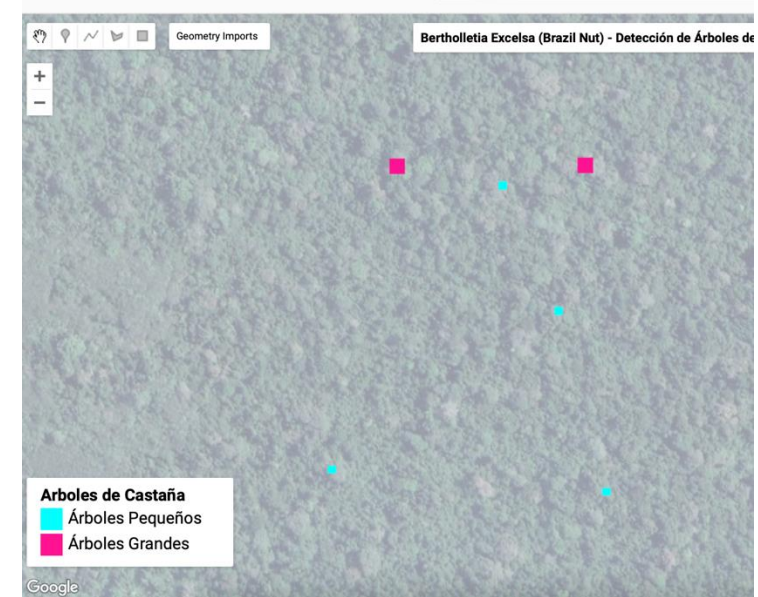 Geometry Imports
Bertholletia Excelsa (Brazil Nut) - Detección de Árboles de
+
−
Arboles de Castaña
Árboles Pequeños
Árboles Grandes
Google